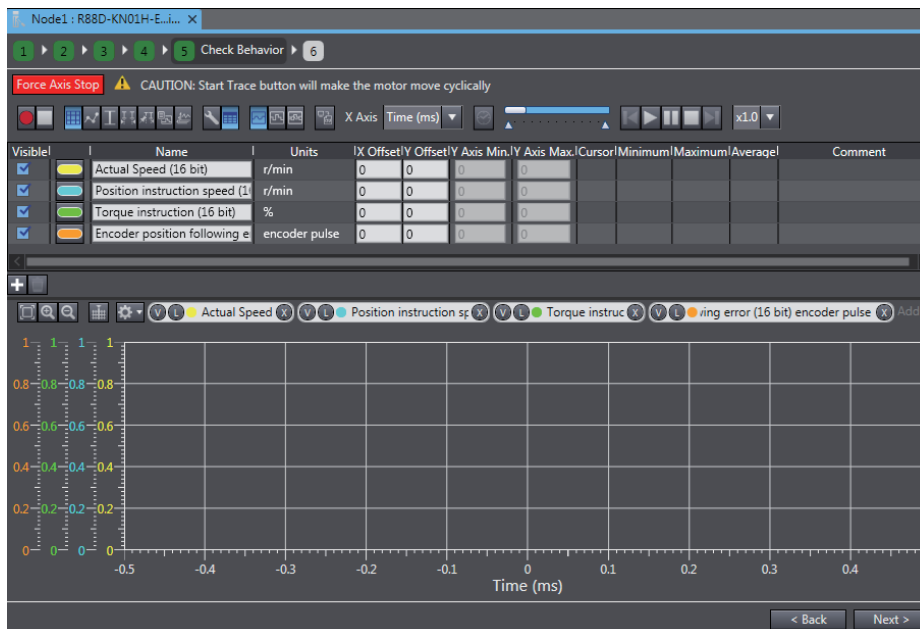 Node1 : R88D-KN01H-E...i... ×
1 2 3 4 5 Check Behavior 6
Force Axis Stop CAUTION: Start Trace button will make the motor move cyclically
X Axis Time (ms) x1.0
Visible Name Units X Offset Y Offset Y Axis Min. Y Axis Max. Cursor Minimum Maximum Average Comment
Actual Speed (16 bit) r/min 0 0 0 0
Position instruction speed (1 r/min 0 0 0 0
Torque instruction (16 bit) % 0 0 0 0
Encoder position following e encoder pulse 0 0 0 0
V L Actual Speed X V L Position instruction sp X V L Torque instruc X V L ving error (16 bit) encoder pulse X Add
1 1 1 1
0.8 0.8 0.8 0.8
0.6 0.6 0.6 0.6
0.4 0.4 0.4 0.4
0.2 0.2 0.2 0.2
0 0 0 0
-0.5 -0.4 -0.3 -0.2 -0.1 0 0.1 0.2 0.3 0.4
Time (ms)
< Back Next >